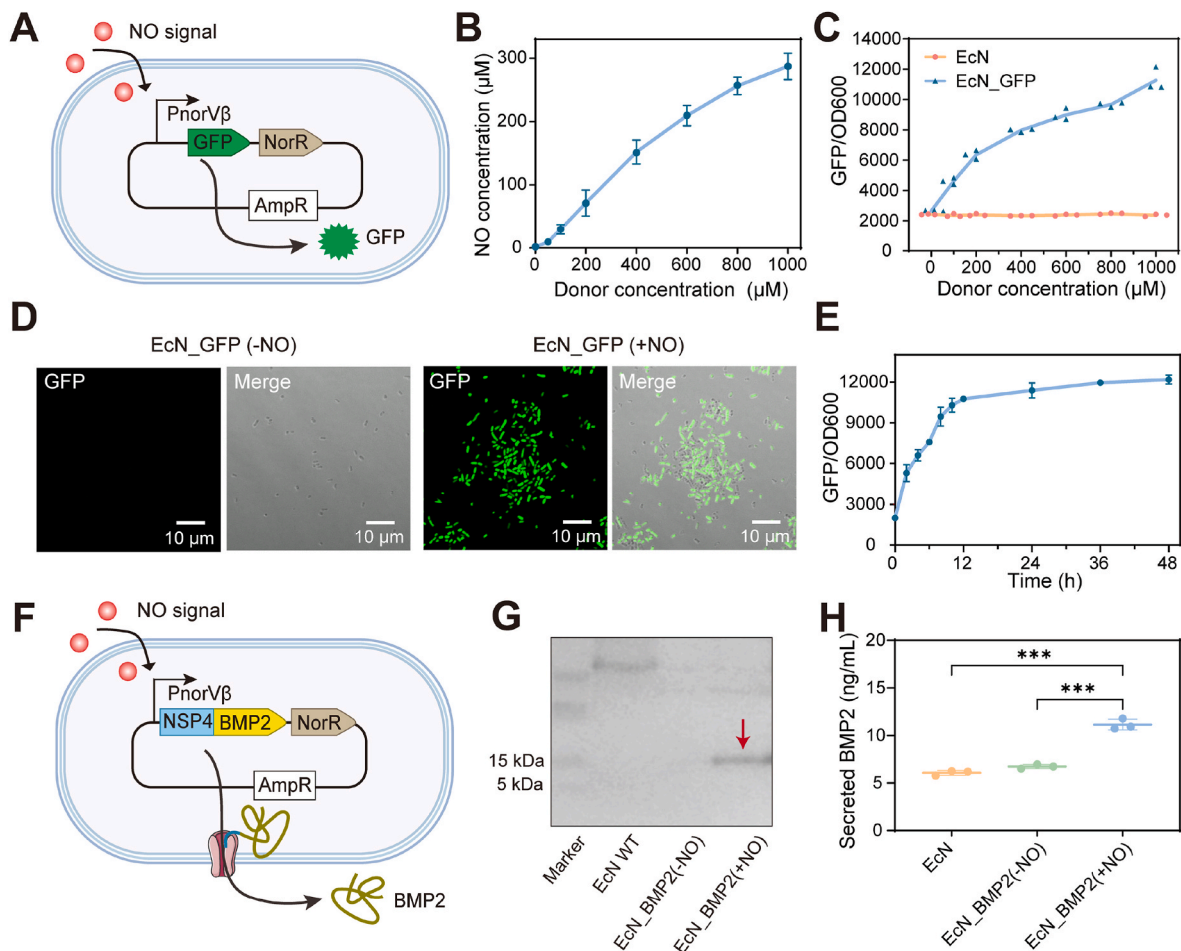 A
NO signal
PnorVβ
GFP
NorR
AmpR
GFP
B
NO concentration (µM)
300
200
100
0
0
200
400
600
800
1000
Donor concentration (µM)
C
GFP/OD600
14000
12000
10000
8000
6000
4000
2000
0
EcN
EcN_GFP
0
200
400
600
800
1000
Donor concentration (µM)
D
EcN_GFP (-NO)
EcN_GFP (+NO)
GFP
Merge
GFP
Merge
10 µm
10 µm
10 µm
10 µm
E
GFP/OD600
12000
9000
6000
3000
0
0
12
24
36
48
Time (h)
F
NO signal
PnorVβ
NSP4
BMP2
NorR
AmpR
BMP2
G
15 kDa
5 kDa
Marker
EcN WT
EcN_BMP2(-NO)
EcN_BMP2(+NO)
H
Secreted BMP2 (ng/mL)
20
15
10
5
0
***
***
EcN
EcN_BMP2(-NO)
EcN_BMP2(+NO)